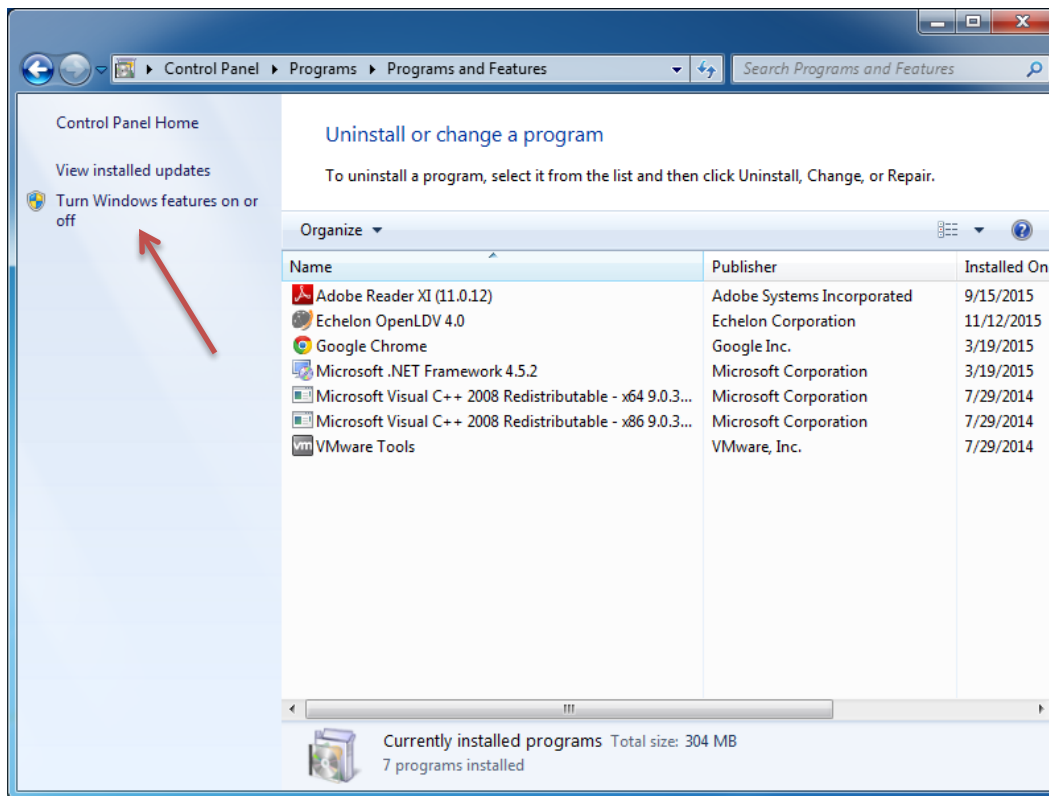 Control Panel Programs Programs and Features
Search Programs and Features
Control Panel Home
View installed updates
Turn Windows features on or
off
Uninstall or change a program
To uninstall a program, select it from the list and then click Uninstall, Change, or Repair.
Organize
Name Publisher Installed On
Adobe Reader XI (11.0.12) Adobe Systems Incorporated 9/15/2015
Echelon OpenLDV 4.0 Echelon Corporation 11/12/2015
Google Chrome Google Inc. 3/19/2015
Microsoft .NET Framework 4.5.2 Microsoft Corporation 3/19/2015
Microsoft Visual C++ 2008 Redistributable - x64 9.0.3... Microsoft Corporation 7/29/2014
Microsoft Visual C++ 2008 Redistributable - x86 9.0.3... Microsoft Corporation 7/29/2014
vm VMware Tools VMware, Inc. 7/29/2014
Currently installed programs Total size: 304 MB
7 programs installed